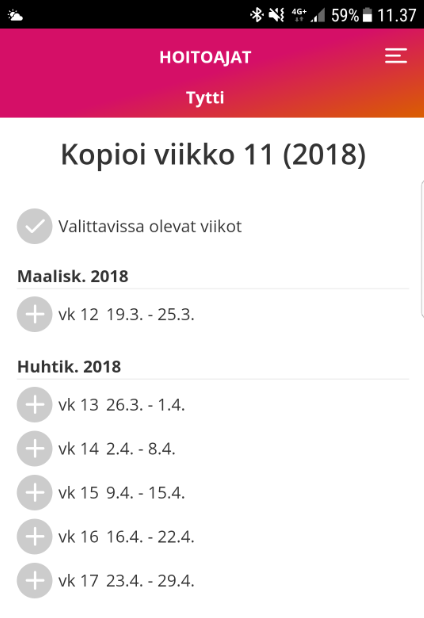 4G+ 59% 11.37
HOITOAJAT
Tytti
Kopioi viikko 11 (2018)
Valittavissa olevat viikot
Maalisk. 2018
vk 12 19.3. - 25.3.
Huhtik. 2018
vk 13 26.3. - 1.4.
vk 14 2.4. - 8.4.
vk 15 9.4. - 15.4.
vk 16 16.4. - 22.4.
vk 17 23.4. - 29.4.